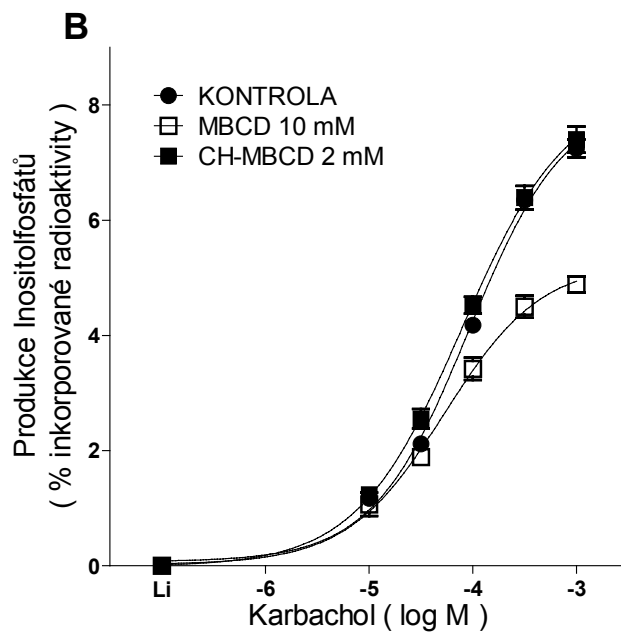 B
KONTROLA
MBCD 10 mM
CH-MBCD 2 mM
Produkce Inositolfosfátů
( % inkorporované radioaktivity )
8
6
4
2
0
Li -6 -5 -4 -3
Karbachol ( log M )